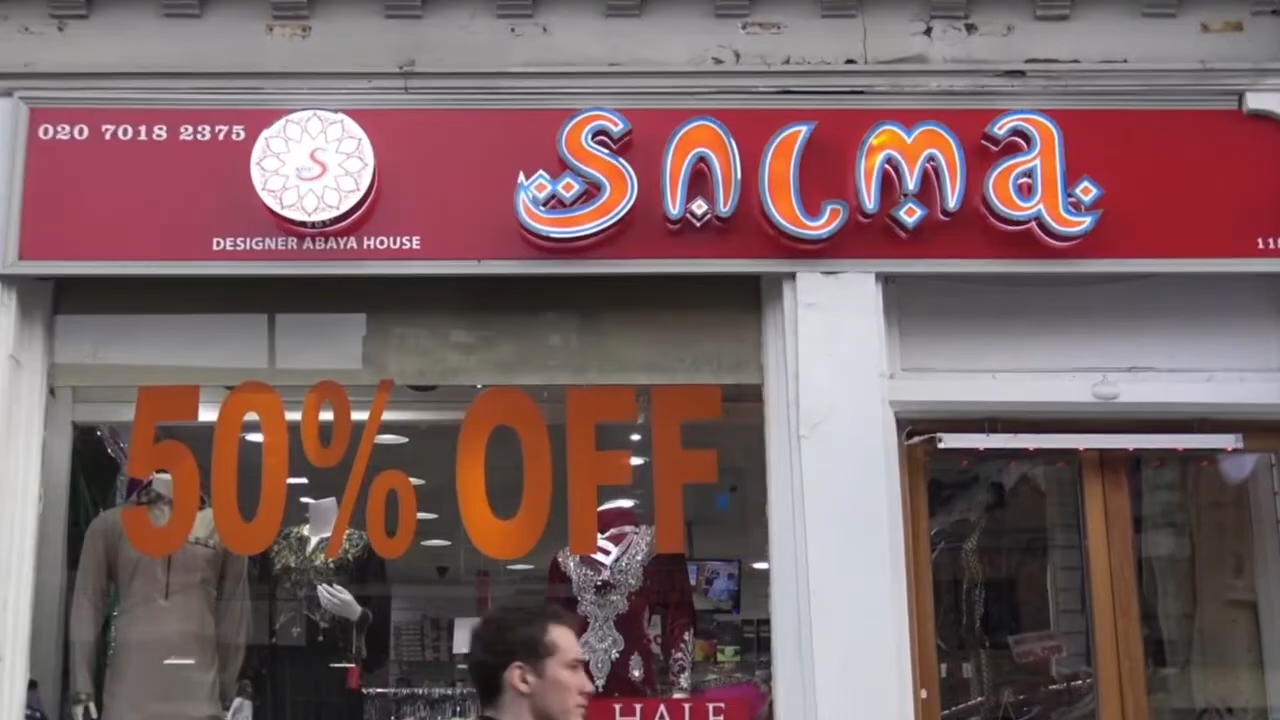 020 7018 2375
S
Salma
DESIGNER ABAYA HOUSE
50% OFF
HALF